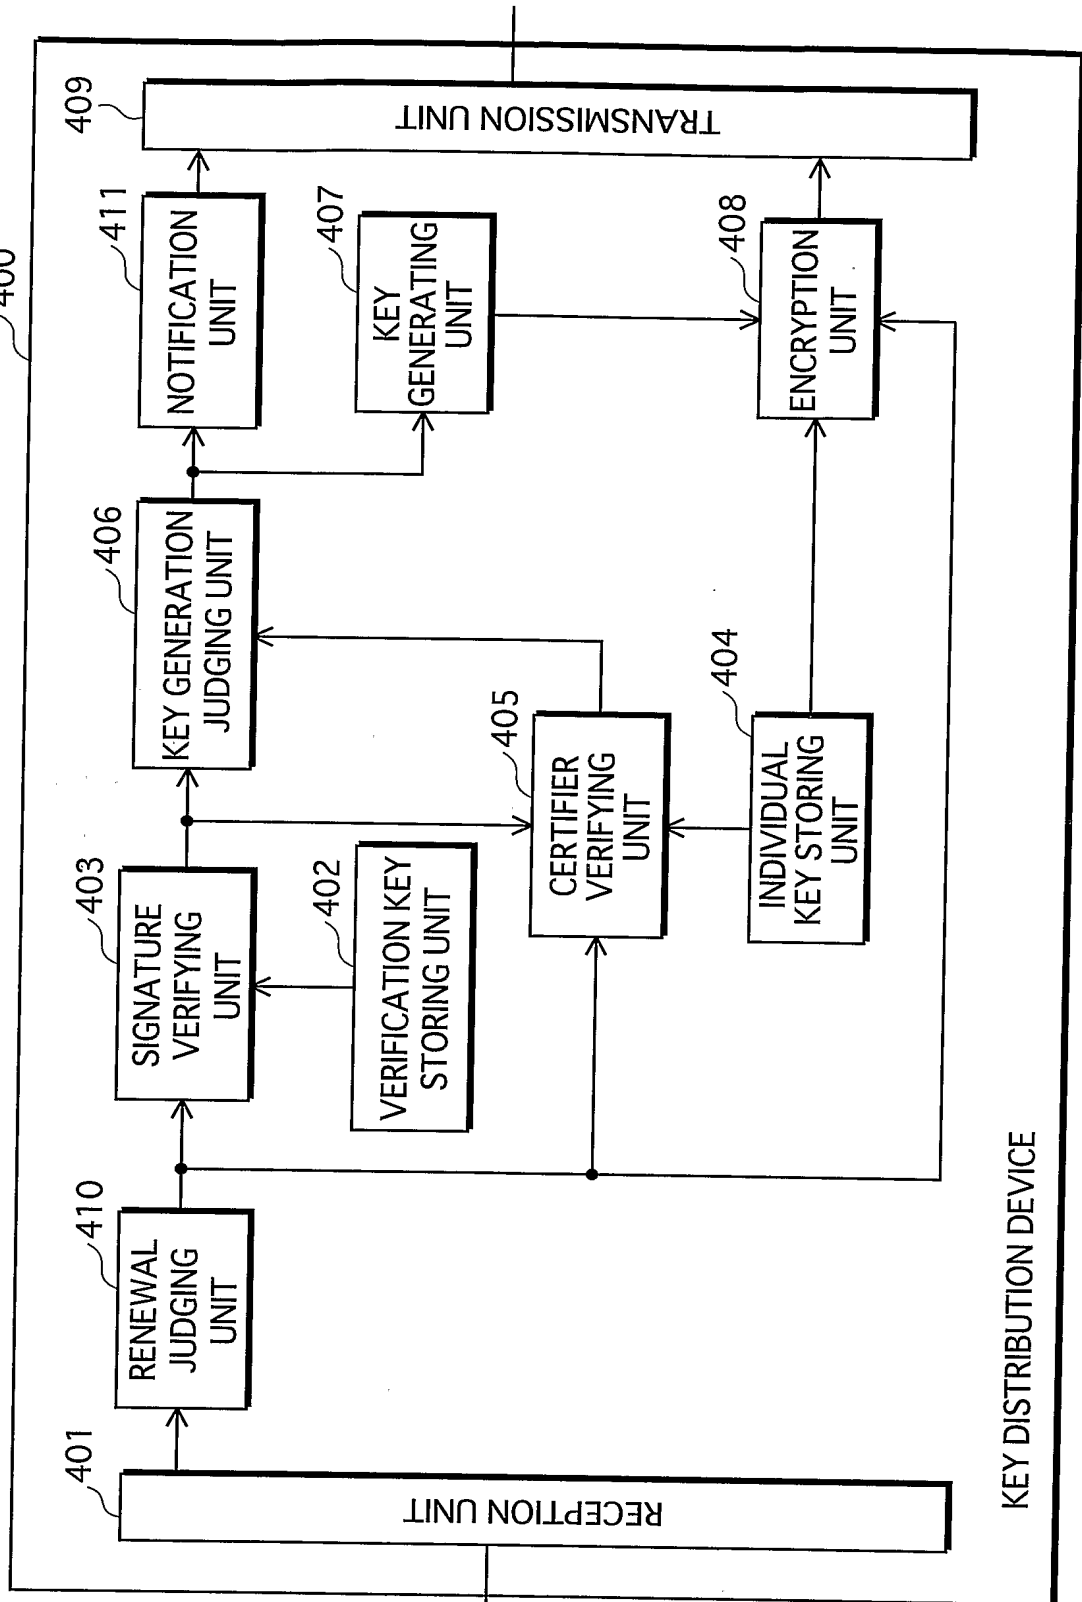 400
401
RECEPTION UNIT
410
RENEWAL
JUDGING
UNIT
403
SIGNATURE
VERIFYING
UNIT
402
VERIFICATION KEY
STORING UNIT
406
KEY GENERATION
JUDGING UNIT
405
CERTIFIER
VERIFYING
UNIT
404
INDIVIDUAL
KEY STORING
UNIT
411
NOTIFICATION
UNIT
407
KEY
GENERATING
UNIT
408
ENCRYPTION
UNIT
409
TRANSMISSION UNIT
KEY DISTRIBUTION DEVICE